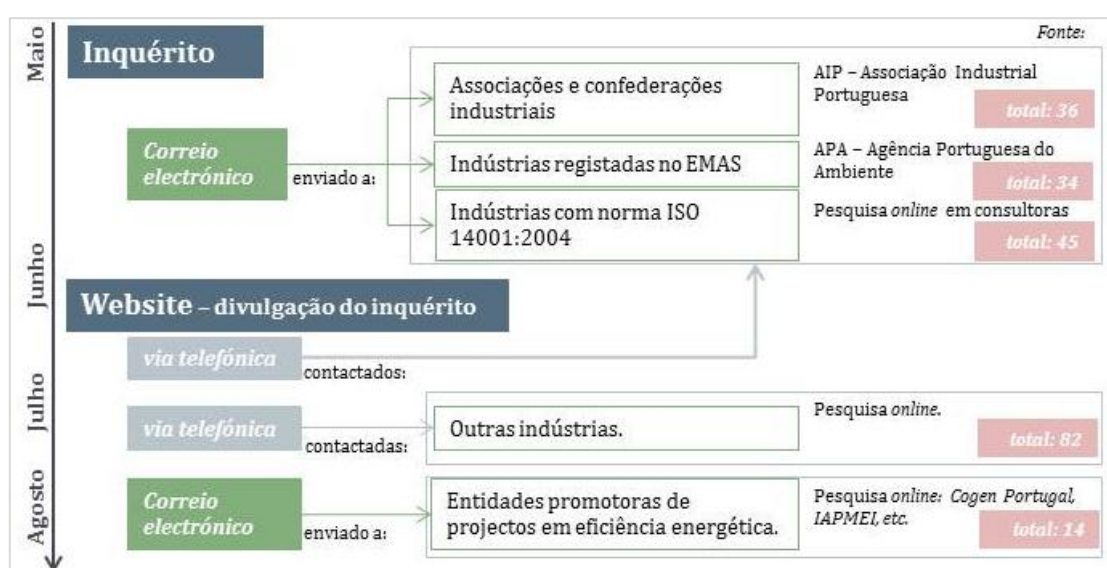 Maio
Inquérito
Fonte:
Correio
electrónico
enviado a:
Associações e confederações
industriais
AIP – Associação Industrial
Portuguesa
total: 36
Indústrias registadas no EMAS
APA – Agência Portuguesa do
Ambiente
total: 34
Indústrias com norma ISO
14001:2004
Pesquisa online em consultoras
total: 45
Junho
Website – divulgação do inquérito
via telefónica
contactados:
Julho
via telefónica
contactadas:
Outras indústrias.
Pesquisa online.
total: 82
Agosto
Correio
electrónico
enviado a:
Entidades promotoras de
projectos em eficiência energética.
Pesquisa online: Cogen Portugal,
IAPMEI, etc.
total: 14